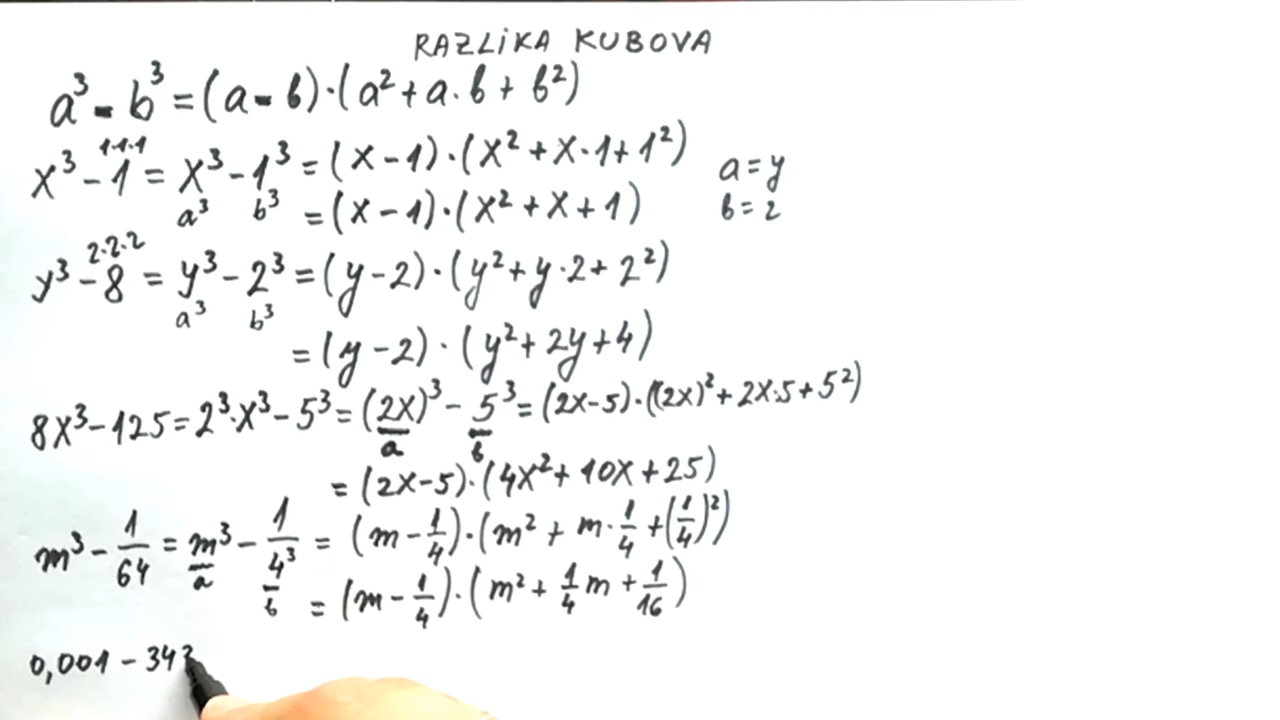 RAZLIKA KUBOVA
a³ - b³ = (a - b)·(a² + a·b + b²)
1·1·1
x³ - 1 = x³ - 1³ = (x - 1)·(x² + x·1 + 1²)
a³ b³
= (x - 1)·(x² + x + 1)
a = y
b = 2
2·2·2
y³ - 8 = y³ - 2³ = (y - 2)·(y² + y·2 + 2²)
a³ b³
= (y - 2)·(y² + 2y + 4)
8x³ - 125 = 2³·x³ - 5³ = (2x)³ - 5³ = (2x - 5)·((2x)² + 2x·5 + 5²)
a b
= (2x - 5)·(4x² + 10x + 25)
m³ - 1/64 = m³ - 1/4³ = (m - 1/4)·(m² + m·1/4 + (1/4)²)
a b
= (m - 1/4)·(m² + 1/4 m + 1/16)
0,001 - 343